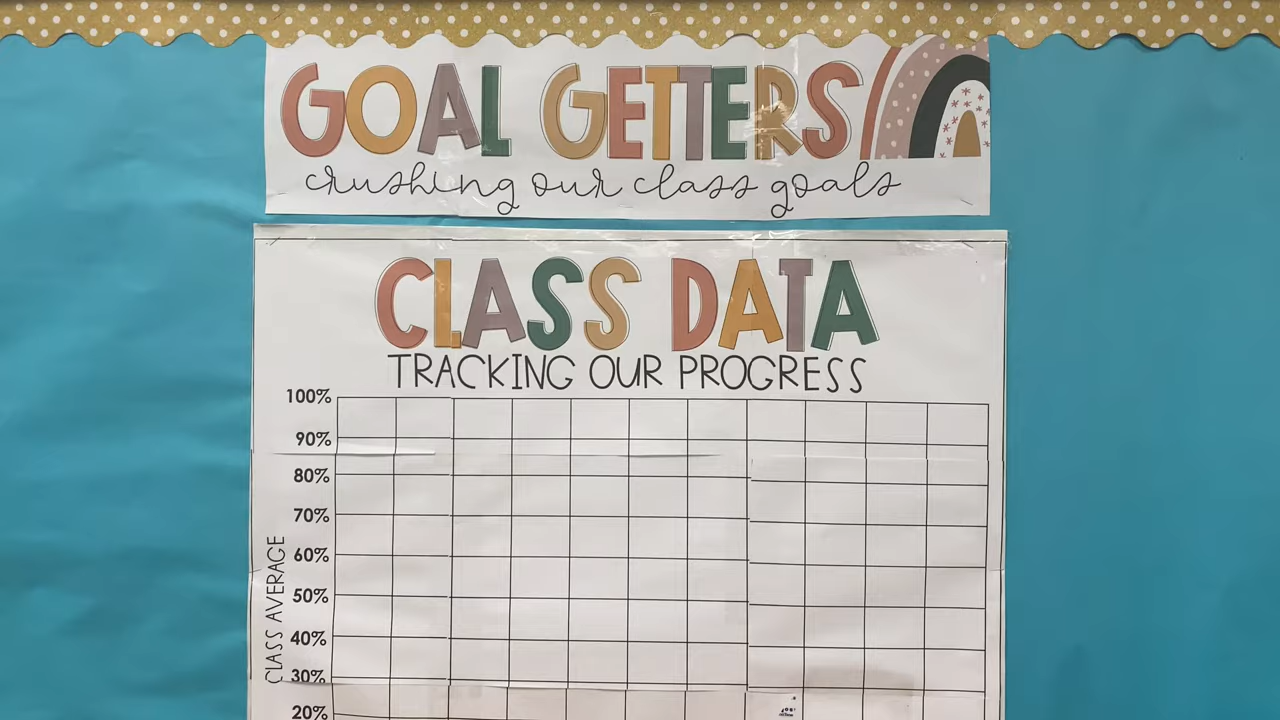 GOAL GETTERS
crushing our class goals
CLASS DATA
TRACKING OUR PROGRESS
100%
90%
80%
70%
60%
50%
40%
30%
20%
CLASS AVERAGE